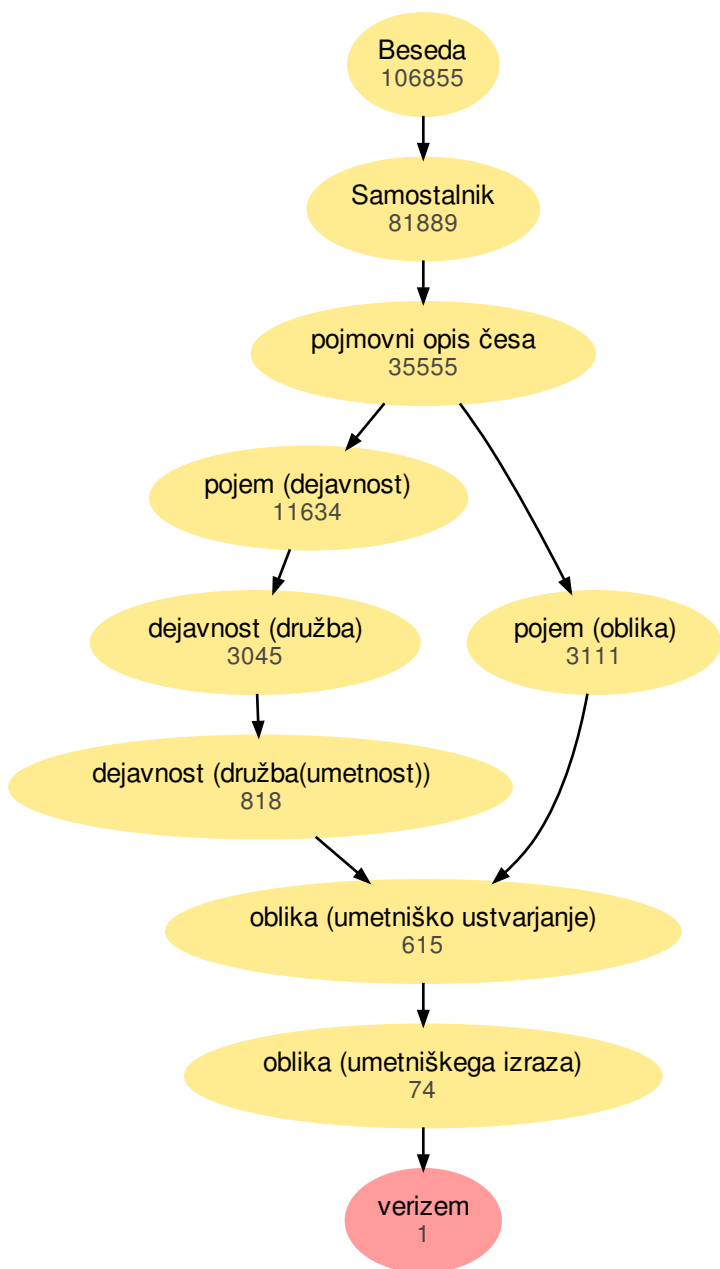 Beseda
106855
Samostalnik
81889
pojmovni opis česa
35555
pojem (dejavnost)
11634
dejavnost (družba)
3045
pojem (oblika)
3111
dejavnost (družba(umetnost))
818
oblika (umetniško ustvarjanje)
615
oblika (umetniškega izraza)
74
verizem
1